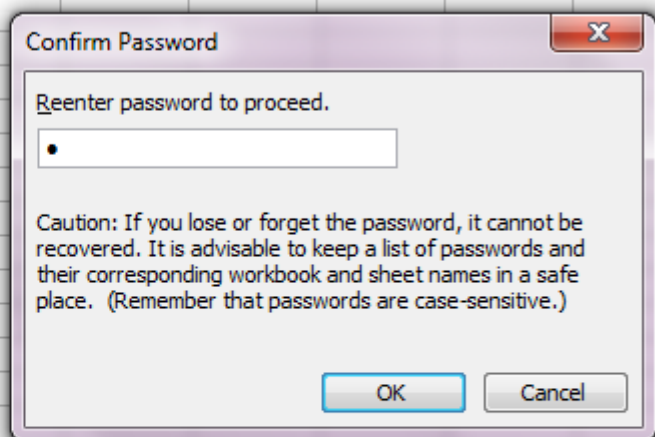 Confirm Password
Reenter password to proceed.
Caution: If you lose or forget the password, it cannot be
recovered. It is advisable to keep a list of passwords and
their corresponding workbook and sheet names in a safe
place.  (Remember that passwords are case-sensitive.)
OK
Cancel